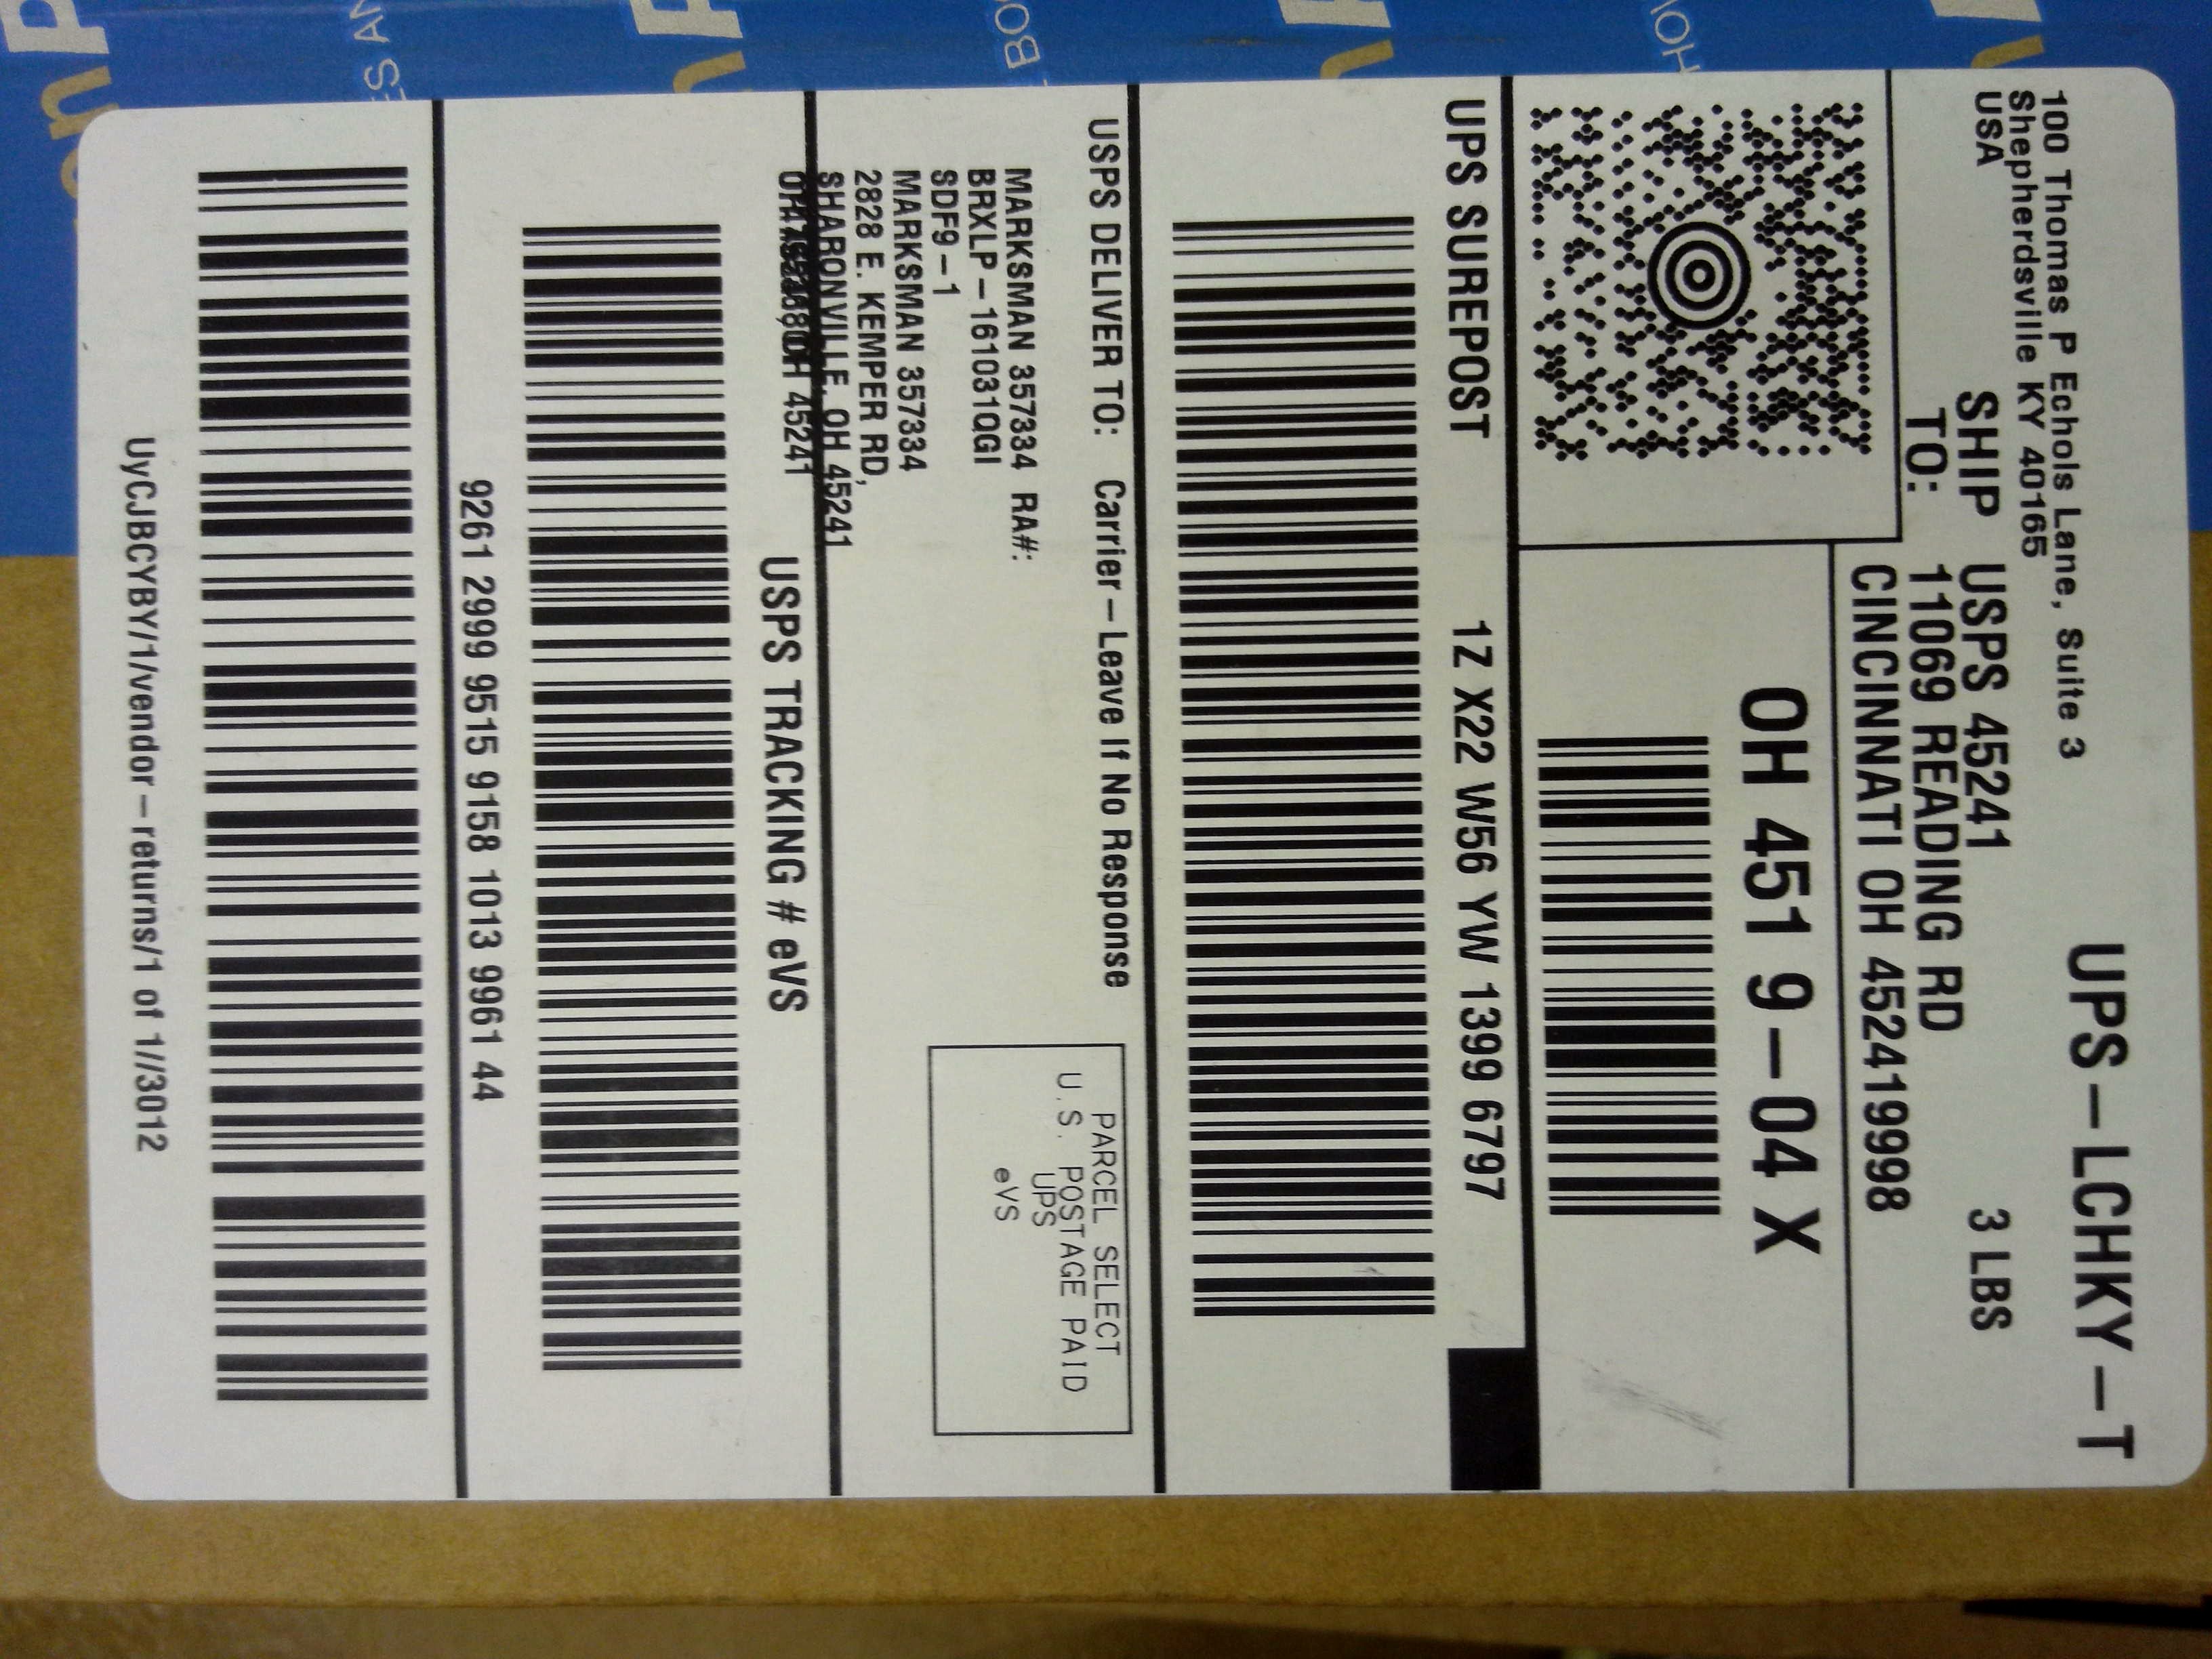 UPS-LCHKY-T
100 Thomas P Echols Lane, Suite 3
Shepherdsville KY 40165
USA
3 LBS
SHIP
TO:
USPS 45241
11069 READING RD
CINCINNATI OH 452419998
OH 451 9-04 X
UPS SUREPOST
1Z X22 W56 YW 1399 6797
USPS DELIVER TO: Carrier-Leave If No Response
MARKSMAN 357334 RA#:
BRXLP-161031QGI
SDF9-1
MARKSMAN 357334
2828 E. KEMPER RD,
SHARONVILLE, OH 45241
OH 45241
PARCEL SELECT
U.S. POSTAGE PAID
UPS
eVS
USPS TRACKING # eVS
9261 2999 9515 9158 1013 9961 44
UyCJBCYBY/1/vendor-returns/1 of 1//3012